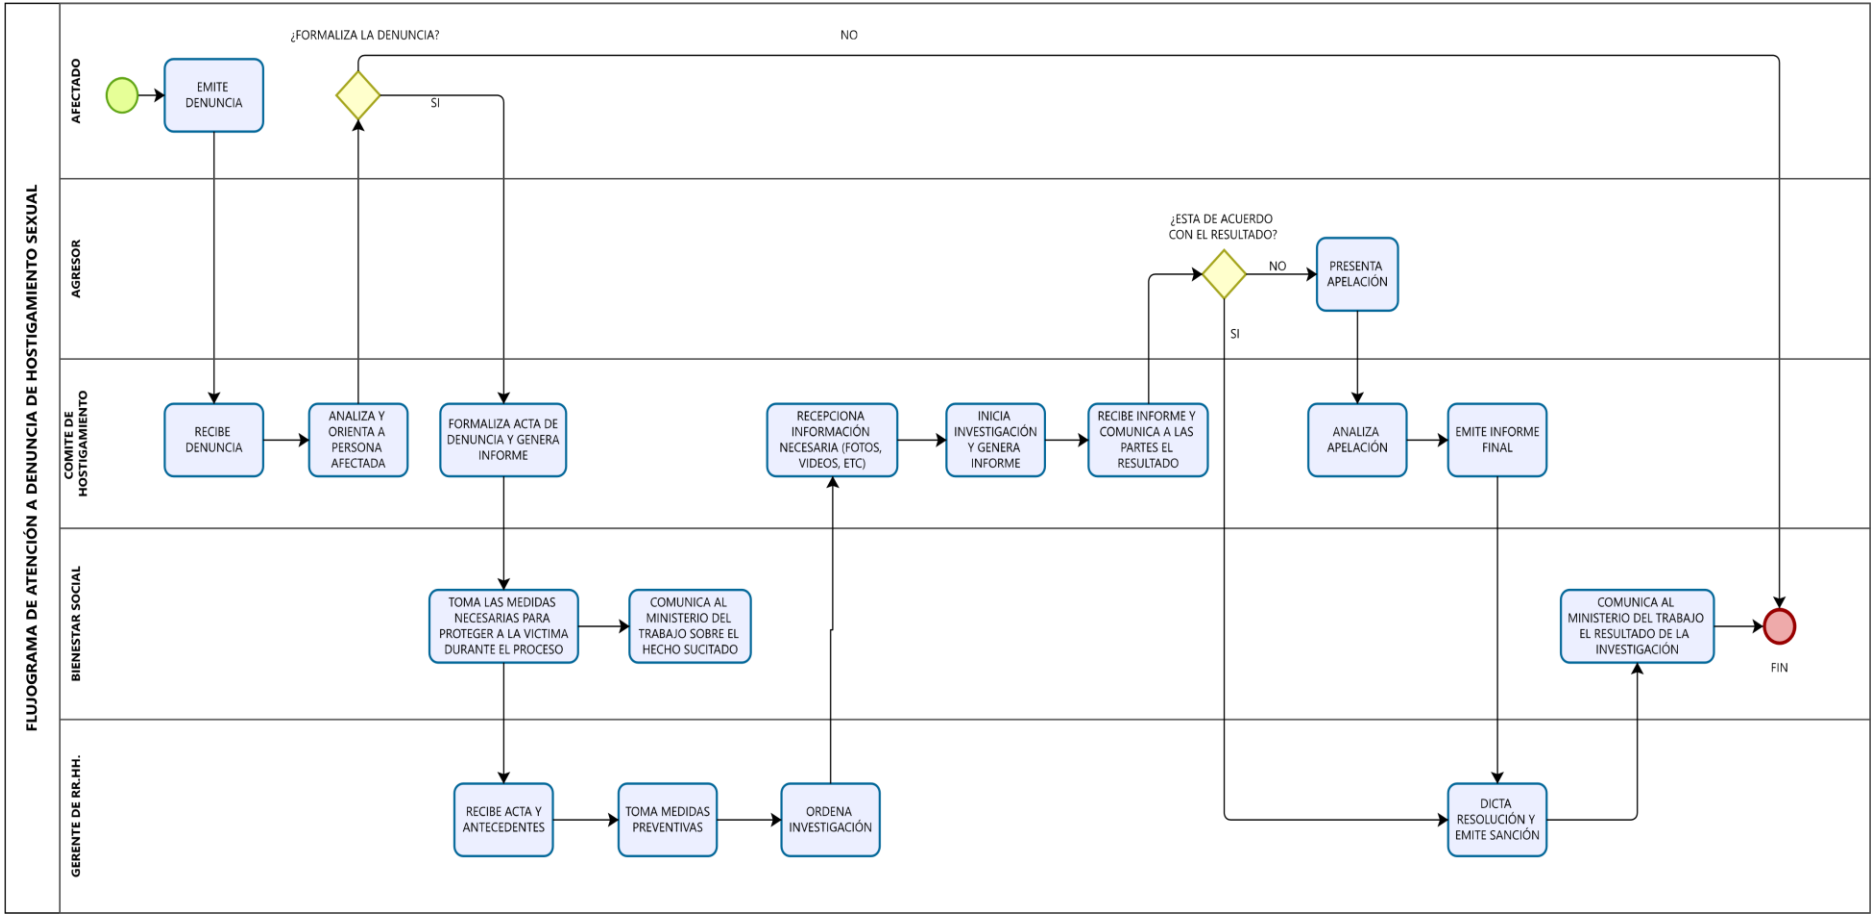 FLUJOGRAMA DE ATENCIÓN A DENUNCIA DE HOSTIGAMIENTO SEXUAL
AFECTADO
EMITE
DENUNCIA
¿FORMALIZA LA DENUNCIA?
SI
NO
AGRESOR
¿ESTA DE ACUERDO
CON EL RESULTADO?
NO
SI
PRESENTA
APELACIÓN
COMITE DE
HOSTIGAMIENTO
RECIBE
DENUNCIA
ANALIZA Y
ORIENTA A
PERSONA
AFECTADA
FORMALIZA ACTA DE
DENUNCIA Y GENERA
INFORME
RECEPCIONA
INFORMACIÓN
NECESARIA (FOTOS,
VIDEOS, ETC)
INICIA
INVESTIGACIÓN
Y GENERA
INFORME
RECIBE INFORME Y
COMUNICA A LAS
PARTES EL
RESULTADO
ANALIZA
APELACIÓN
EMITE INFORME
FINAL
BIENESTAR SOCIAL
TOMA LAS MEDIDAS
NECESARIAS PARA
PROTEGER A LA VICTIMA
DURANTE EL PROCESO
COMUNICA AL
MINISTERIO DEL
TRABAJO SOBRE EL
HECHO SUCITADO
COMUNICA AL
MINISTERIO DEL TRABAJO
EL RESULTADO DE LA
INVESTIGACIÓN
FIN
GERENTE DE RR.HH.
RECIBE ACTA Y
ANTECEDENTES
TOMA MEDIDAS
PREVENTIVAS
ORDENA
INVESTIGACIÓN
DICTA
RESOLUCIÓN Y
EMITE SANCIÓN